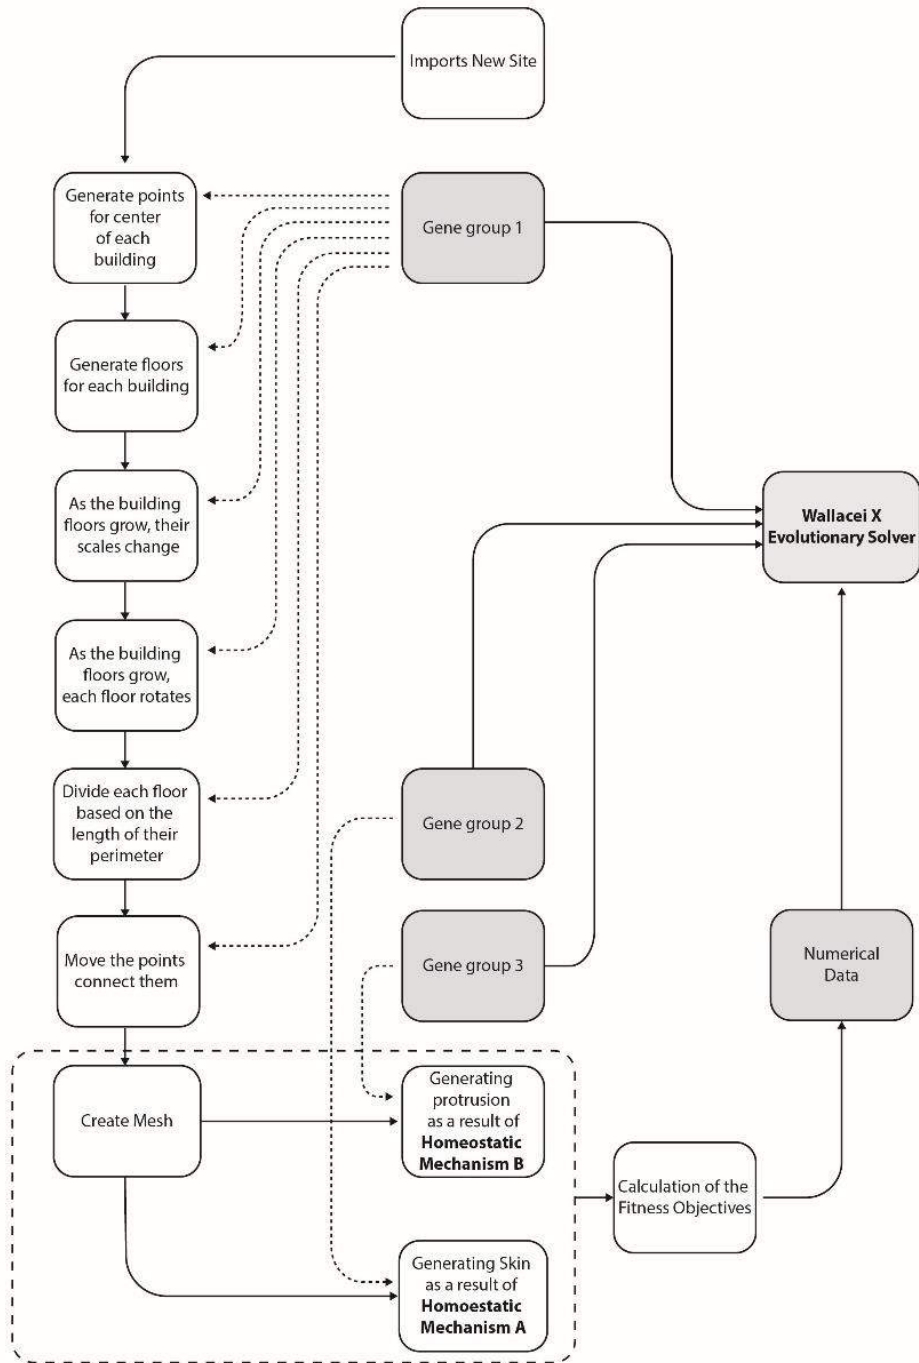 Imports New Site
Generate points
for center
of each
building
Gene group 1
Generate floors
for each building
As the building
floors grow, their
scales change
Wallacei X
Evolutionary Solver
As the building
floors grow,
each floor rotates
Divide each floor
based on the
length of their
perimeter
Gene group 2
Move the points
connect them
Gene group 3
Numerical
Data
Create Mesh
Generating
protrusion
as a result of
Homeostatic
Mechanism B
Calculation of the
Fitness Objectives
Generating Skin
as a result of
Homoestatic
Mechanism A